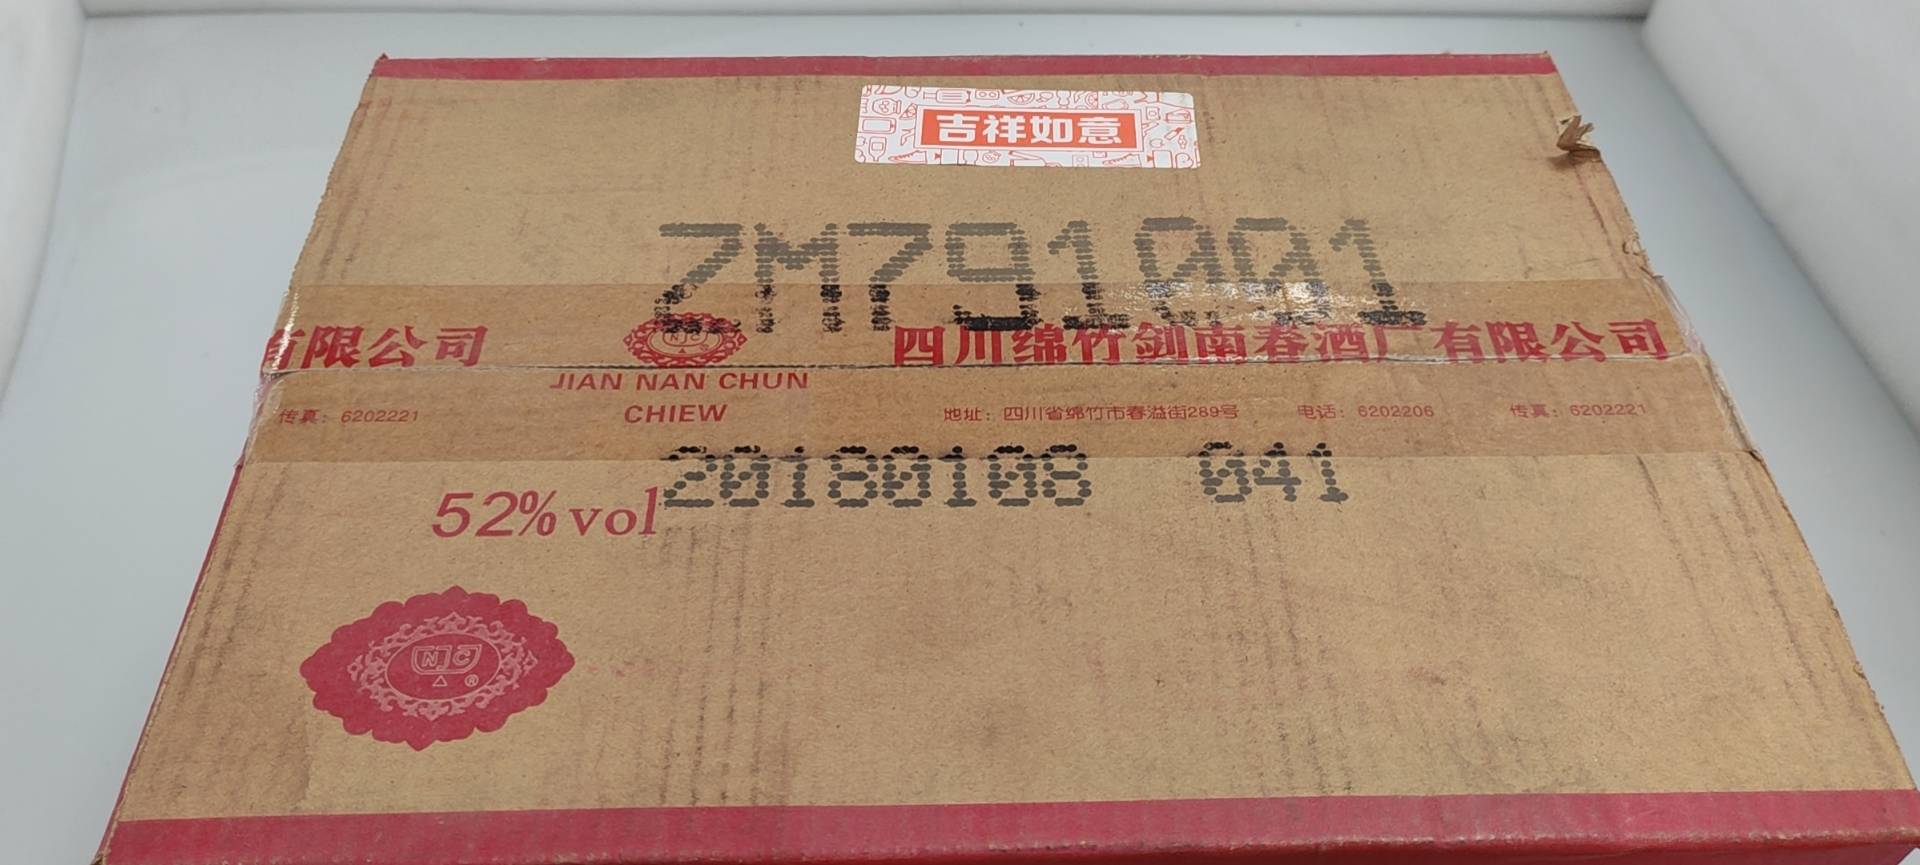 吉祥如意
ZM791001
有限公司
NJC
四川绵竹剑南春酒厂有限公司
JIAN NAN CHUN
CHIEW
传真：6202221
地址：四川省绵竹市春溢街289号 电话：6202206 传真：6202221
20180108 041
52% vol
NJC
®